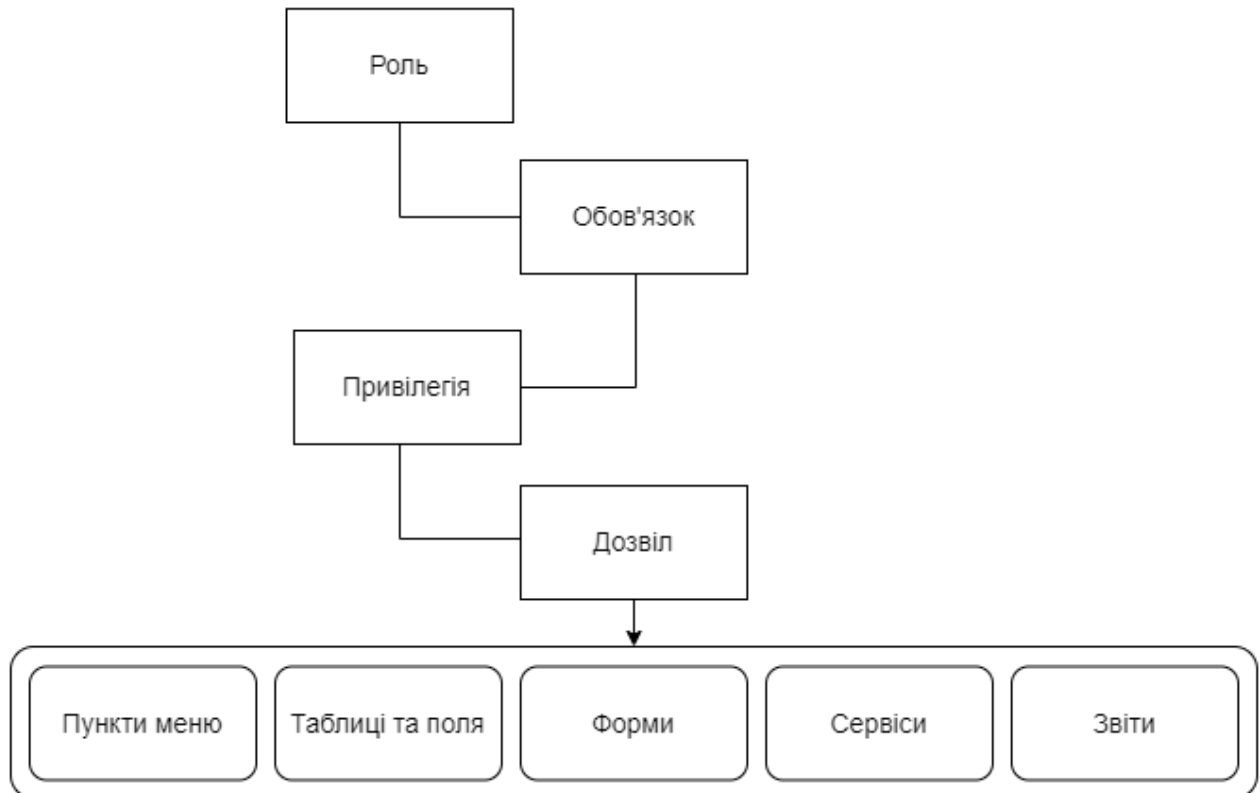 Роль
Обов'язок
Привілегія
Дозвіл
Пункти меню
Таблиці та поля
Форми
Сервіси
Звіти